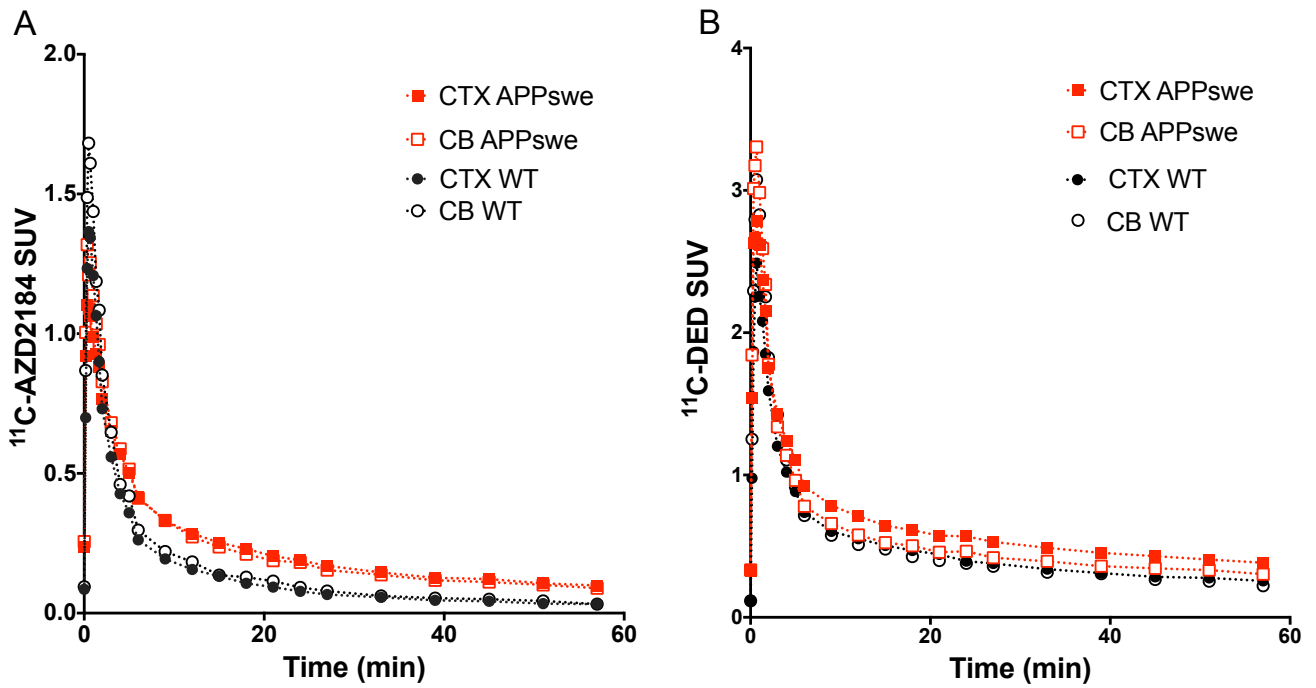 A
2.0
1.5
1.0
0.5
0.0
¹¹C-AZD2184 SUV
CTX APPswe
CB APPswe
CTX WT
CB WT
0
20
40
60
Time (min)
B
4
3
2
1
0
¹¹C-DED SUV
CTX APPswe
CB APPswe
CTX WT
CB WT
0
20
40
60
Time (min)